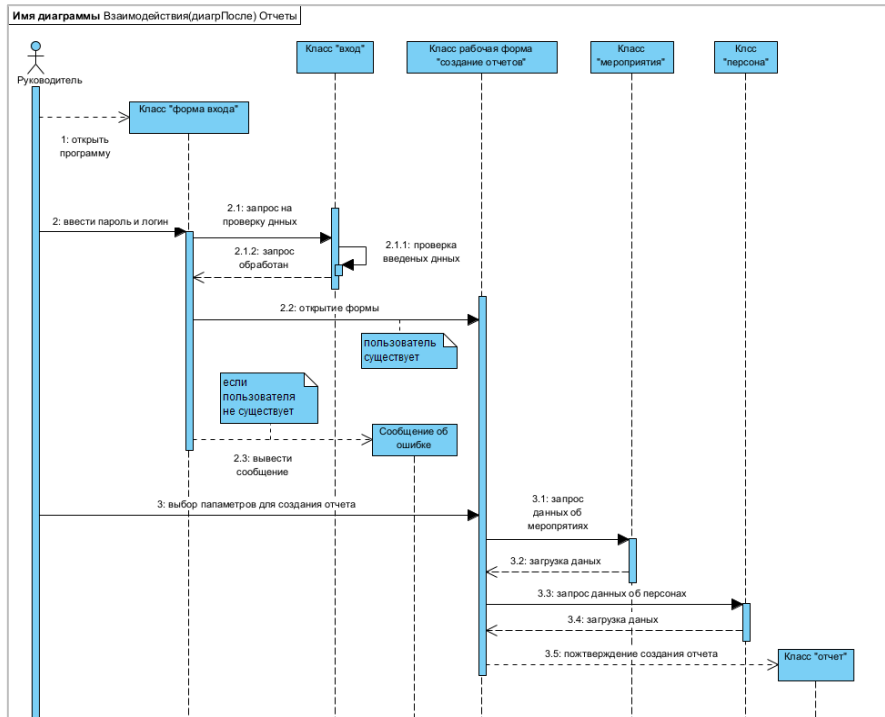 Имя диаграммы Взаимодействия(диагрПосле) Отчеты
Руководитель
Класс "форма входа"
Класс "вход"
Класс рабочая форма
"создание отчетов"
Класс
"мероприятия"
Клсс
"персона"
1: открыть
программу
2: ввести пароль и логин
2.1: запрос на
проверку днных
2.1.1: проверка
введеных днных
2.1.2: запрос
обработан
2.2: открытие формы
пользователь
существует
если
пользователя
не существует
Сообщение об
ошибке
2.3: вывести
сообщение
3: выбор папаметров для создания отчета
3.1: запрос
данных об
меропрятиях
3.2: загрузка даных
3.3: запрос данных об персонах
3.4: загрузка даных
3.5: пожтверждение создания отчета
Класс "отчет"